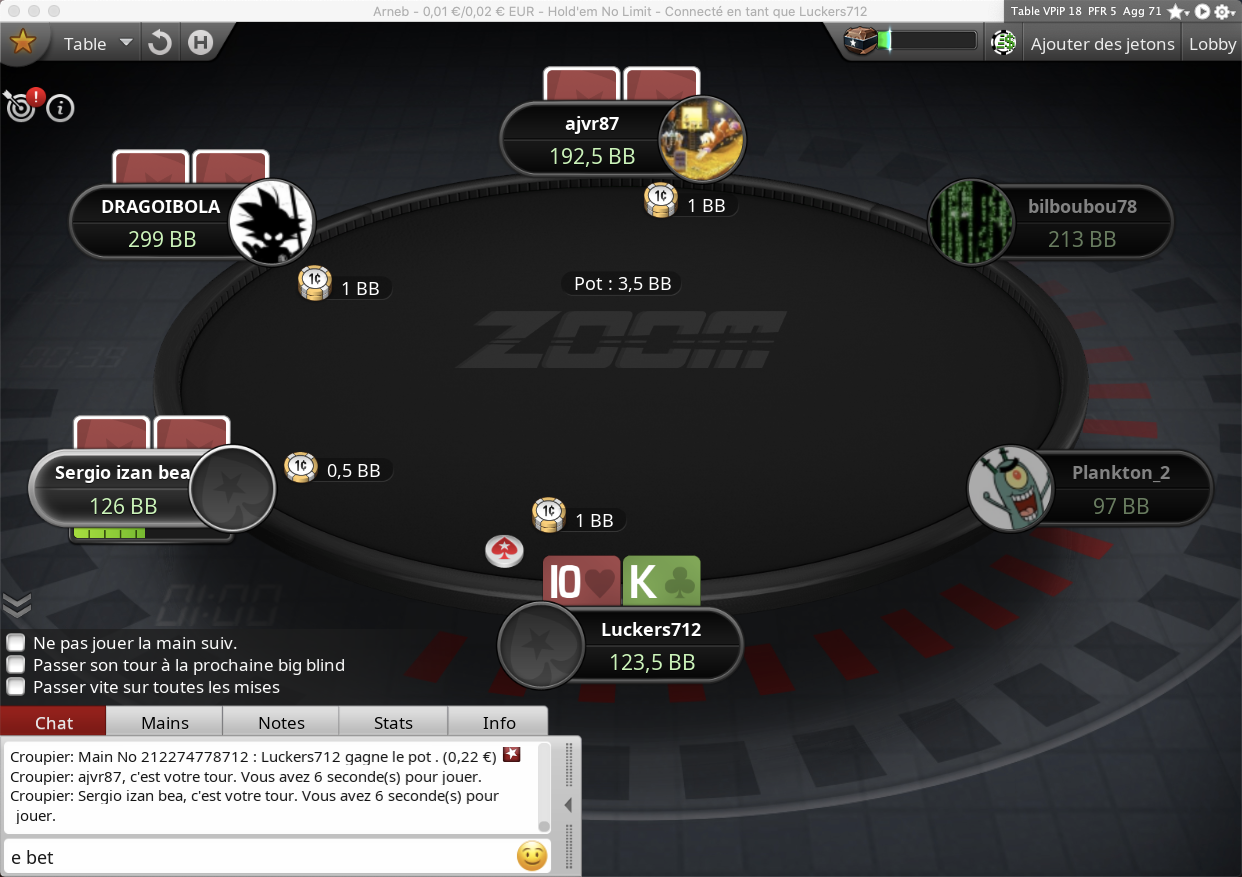 Arneb - 0,01 €/0,02 € EUR - Hold'em No Limit - Connecté en tant que Luckers712
Table VPiP 18 PFR 5 Agg 71
Table
H
Ajouter des jetons
Lobby
ajvr87
192,5 BB
1¢ 1 BB
DRAGOIBOLA
299 BB
1¢ 1 BB
bilboubou78
213 BB
Pot : 3,5 BB
ZOOM
Sergio izan bea
126 BB
1¢ 0,5 BB
Plankton_2
97 BB
1¢ 1 BB
10 K
Luckers712
123,5 BB
01:00
Ne pas jouer la main suiv.
Passer son tour à la prochaine big blind
Passer vite sur toutes les mises
Chat Mains Notes Stats Info
Croupier: Main No 212274778712 : Luckers712 gagne le pot . (0,22 €)
Croupier: ajvr87, c'est votre tour. Vous avez 6 seconde(s) pour jouer.
Croupier: Sergio izan bea, c'est votre tour. Vous avez 6 seconde(s) pour
jouer.
e bet